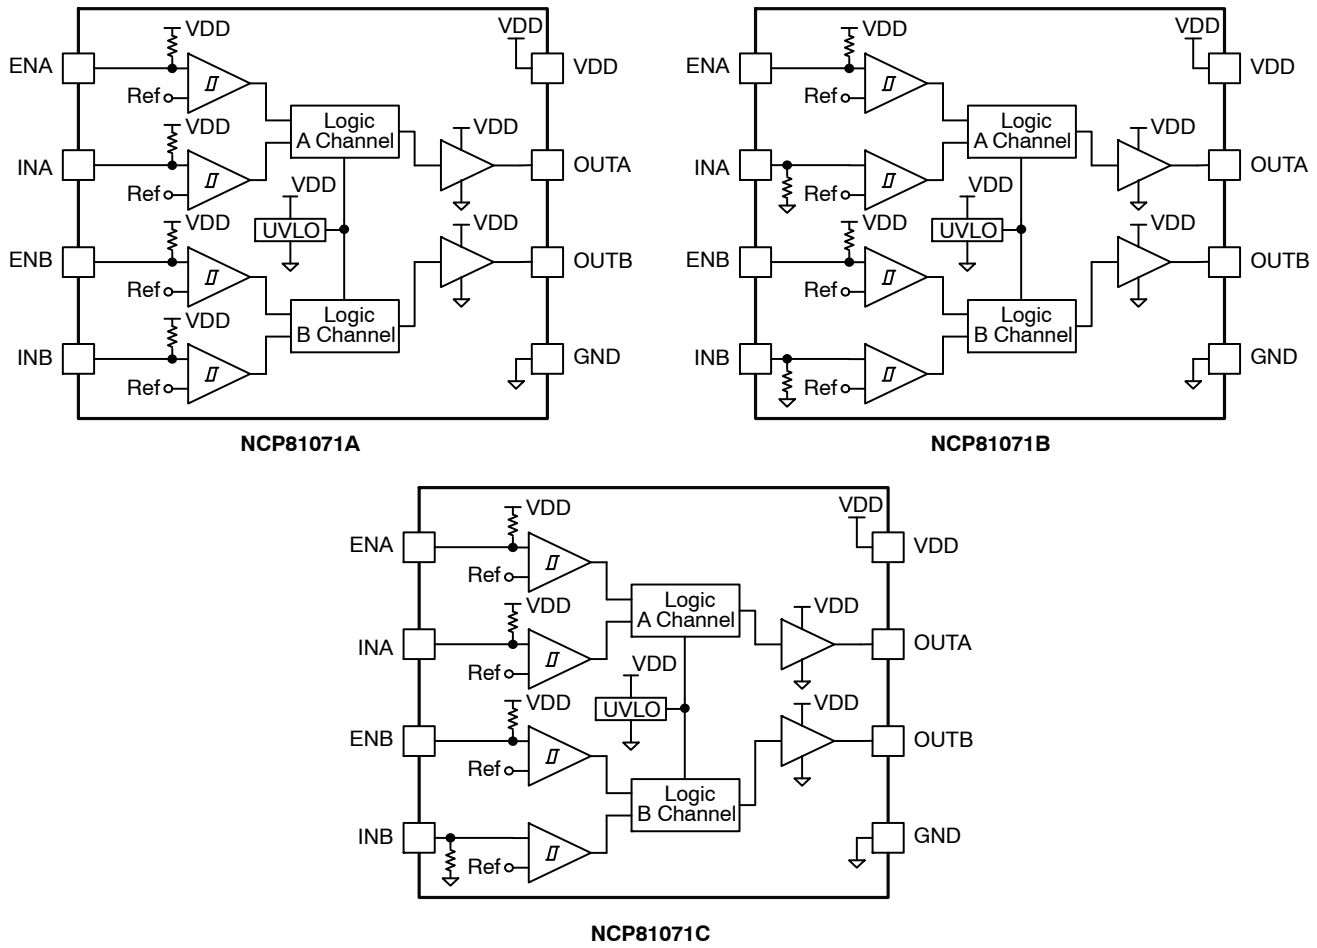 VDD
VDD
ENA
VDD
Ref
VDD
Logic
A Channel
VDD
INA
OUTA
Ref
VDD
VDD
UVLO
VDD
ENB
OUTB
Ref
VDD
Logic
B Channel
INB
GND
Ref
NCP81071A
VDD
VDD
ENA
VDD
Ref
Logic
A Channel
VDD
INA
OUTA
Ref
VDD
VDD
UVLO
VDD
ENB
OUTB
Ref
Logic
B Channel
INB
GND
Ref
NCP81071B
VDD
VDD
ENA
VDD
Ref
VDD
Logic
A Channel
VDD
INA
OUTA
Ref
VDD
VDD
UVLO
VDD
ENB
OUTB
Ref
Logic
B Channel
INB
GND
Ref
NCP81071C